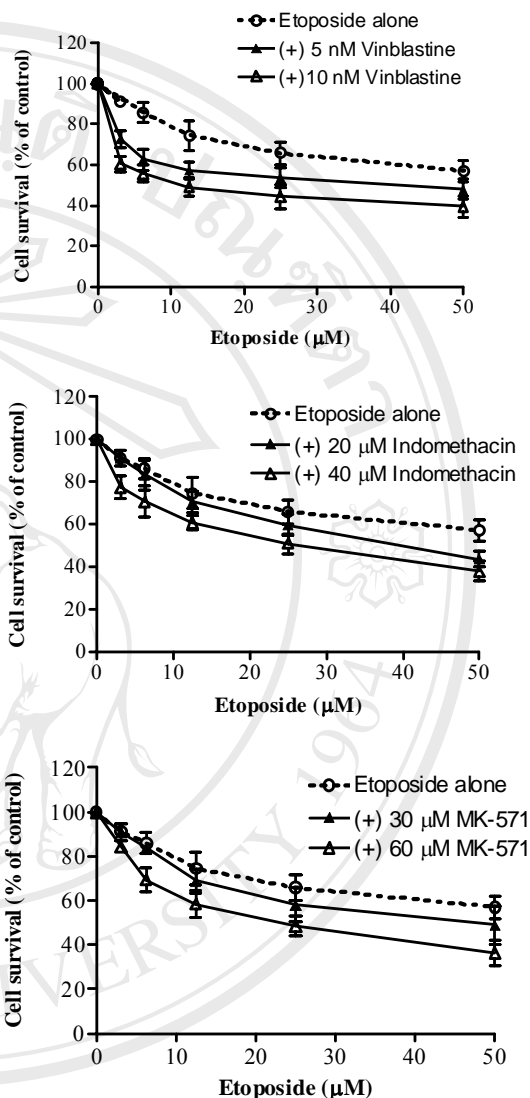 Etoposide alone
(+) 5 nM Vinblastine
(+)10 nM Vinblastine
Cell survival (% of control)
120
100
80
60
40
20
0
0 10 20 30 40 50
Etoposide (μM)
Etoposide alone
(+) 20 μM Indomethacin
(+) 40 μM Indomethacin
Cell survival (% of control)
120
100
80
60
40
20
0
0 10 20 30 40 50
Etoposide (μM)
Etoposide alone
(+) 30 μM MK-571
(+) 60 μM MK-571
Cell survival (% of control)
120
100
80
60
40
20
0
0 10 20 30 40 50
Etoposide (μM)
VERSITY 1964